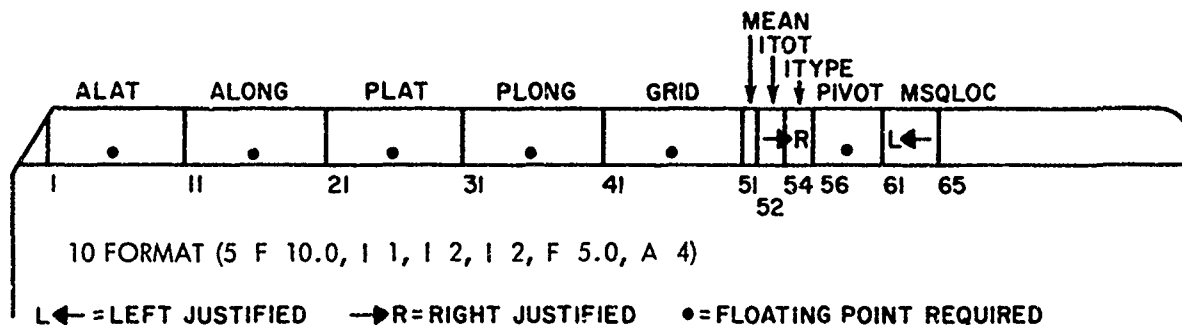 MEAN
ITOT
ITYPE
ALAT ALONG PLAT PLONG GRID PIVOT MSQLOC
R L
1 11 21 31 41 51 54 56 61 65
52
10 FORMAT (5 F 10.0, I 1, I 2, I 2, F 5.0, A 4)
L← = LEFT JUSTIFIED →R = RIGHT JUSTIFIED • = FLOATING POINT REQUIRED